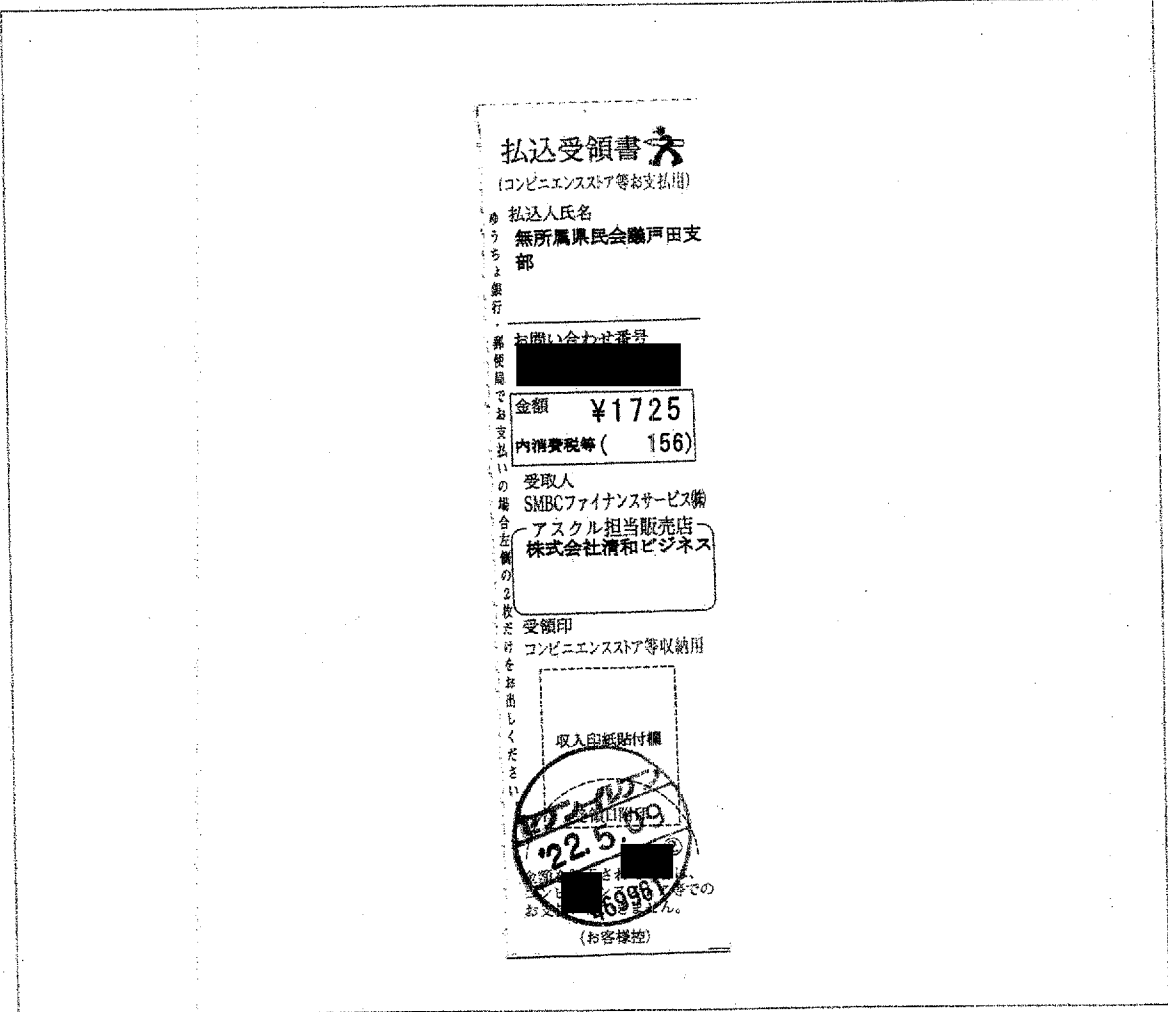 払込受領書
(コンビニエンスストア等お支払用)
払込人氏名
無所属県民会議戸田支
部
お問い合わせ番号
金額 ¥1725
内消費税等( 156)
受取人
SMBCファイナンスサービス㈱
アスクル担当販売店
株式会社清和ビジネス
受領印
コンビニエンスストア等収納用
収入印紙貼付欄
セブン-イレブン
'22.5.09
469961
(お客様控)
ゆうちょ銀行・郵便局でお支払いの場合左側の2枚だけをお出しください